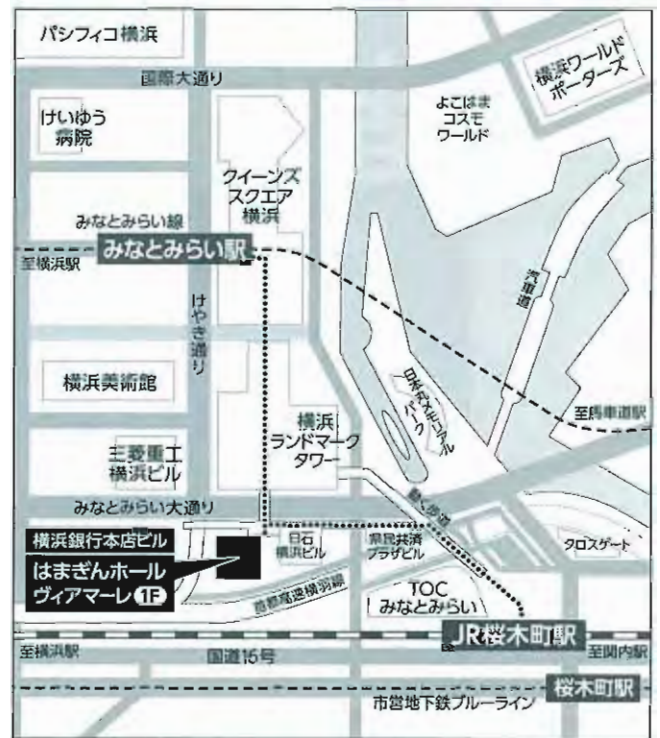 パシフィコ横浜
国際大通り
横浜ワールド
ポーターズ
けいゆう
病院
よこはま
コスモ
ワールド
クイーンズ
スクエア
横浜
みなとみらい線
みなとみらい駅
至横浜駅
けやき通り
汽車道
横浜美術館
日本丸メモリアル
パーク
至馬車道駅
横浜
ランドマーク
タワー
三菱重工
横浜ビル
みなとみらい大通り
動く歩道
横浜銀行本店ビル
はまぎんホール
ヴィアマーレ 1F
日石
横浜ビル
県民共済
プラザビル
クロスゲート
首都高速横羽線
TOC
みなとみらい
JR桜木町駅
至横浜駅
国道16号
至関内駅
桜木町駅
市営地下鉄ブルーライン